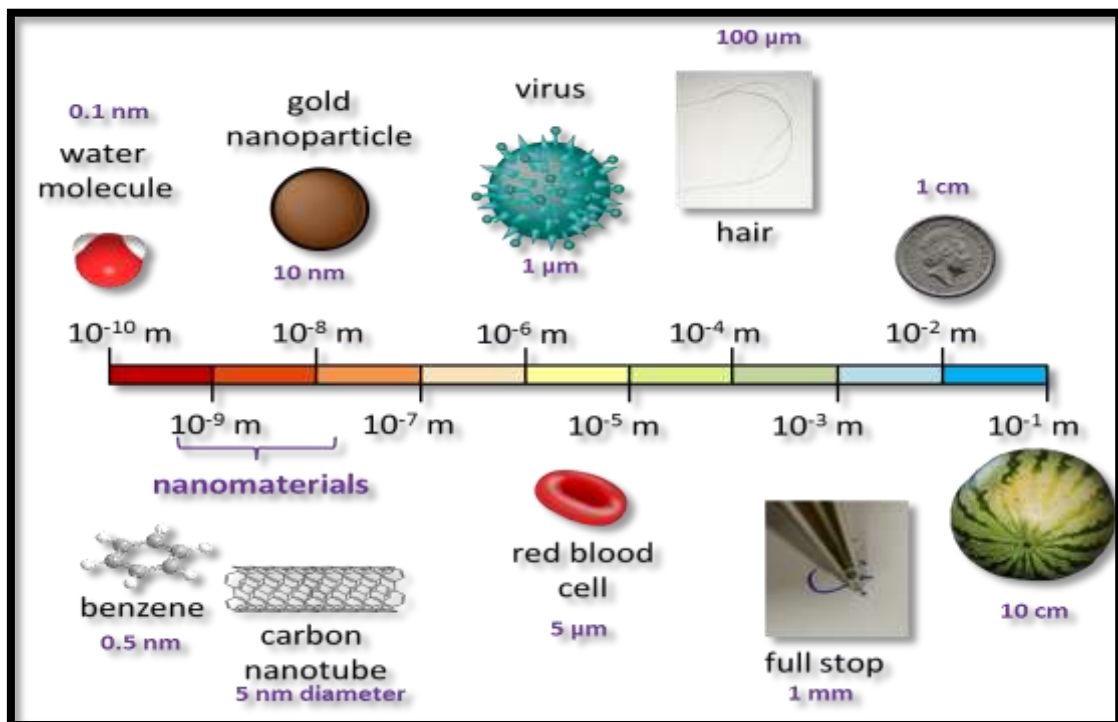 100 µm
virus
gold
nanoparticle
0.1 nm
water
molecule
1 cm
hair
10 nm
1 µm
10⁻¹⁰ m
10⁻⁸ m
10⁻⁶ m
10⁻⁴ m
10⁻² m
10⁻⁹ m
10⁻⁷ m
10⁻⁵ m
10⁻³ m
10⁻¹ m
nanomaterials
benzene
0.5 nm
carbon
nanotube
5 nm diameter
red blood
cell
5 µm
full stop
1 mm
10 cm